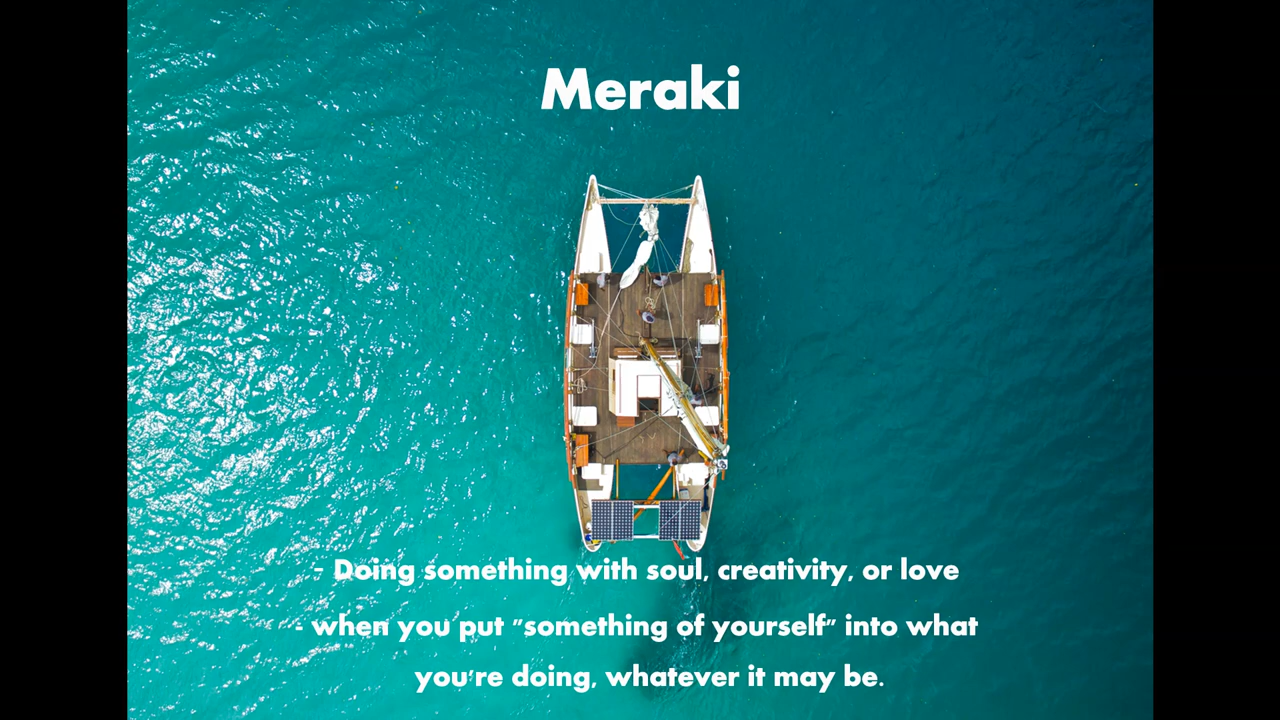 Meraki
- Doing something with soul, creativity, or love
- when you put "something of yourself" into what
you're doing, whatever it may be.